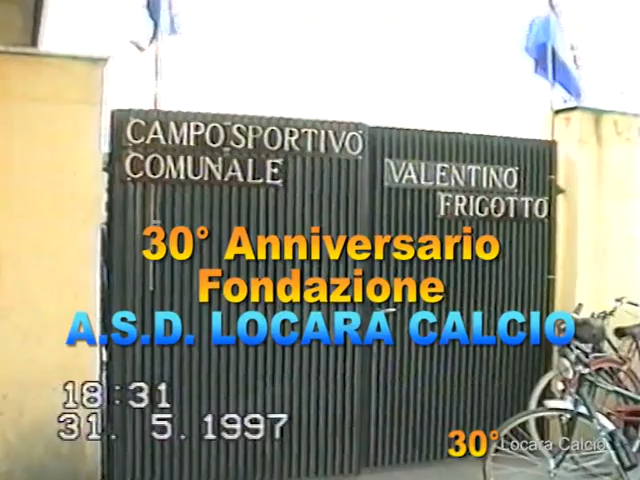 CAMPO SPORTIVO
COMUNALE
VALENTINO
FRIGOTTO
30° Anniversario
Fondazione
A.S.D. LOCARA CALCIO
18:31
31. 5.1997
30° Locara Calcio